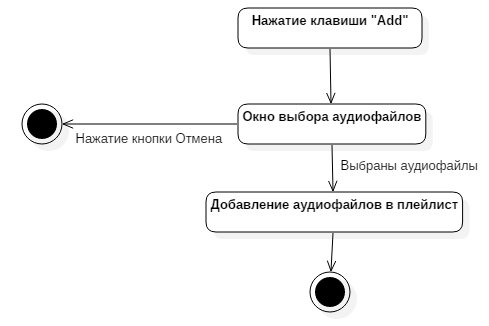 Нажатие клавиши "Add"
Окно выбора аудиофайлов
Нажатие кнопки Отмена
Выбраны аудиофайлы
Добавление аудиофайлов в плейлист